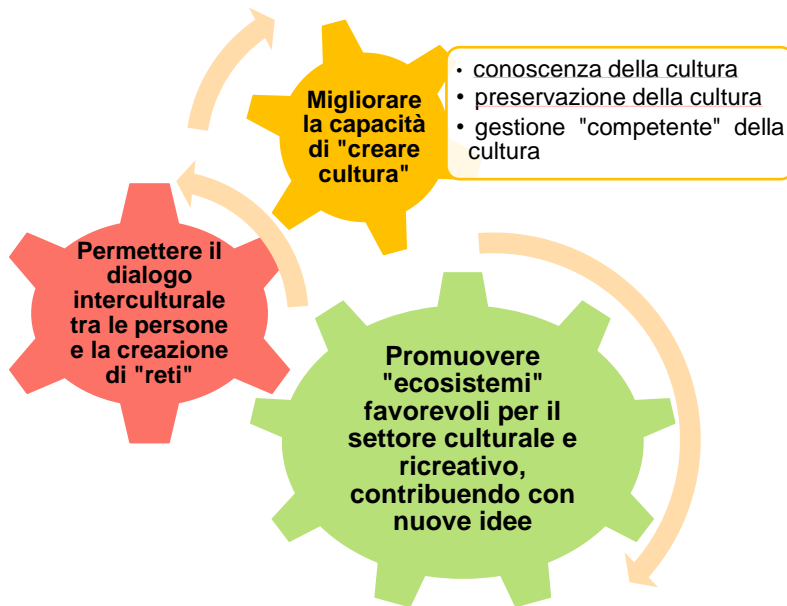 Migliorare
la capacità
di "creare
cultura"
• conoscenza della cultura
• preservazione della cultura
• gestione "competente" della
cultura
Permettere il
dialogo
interculturale
tra le persone
e la creazione
di "reti"
Promuovere
"ecosistemi"
favorevoli per il
settore culturale e
ricreativo,
contribuendo con
nuove idee